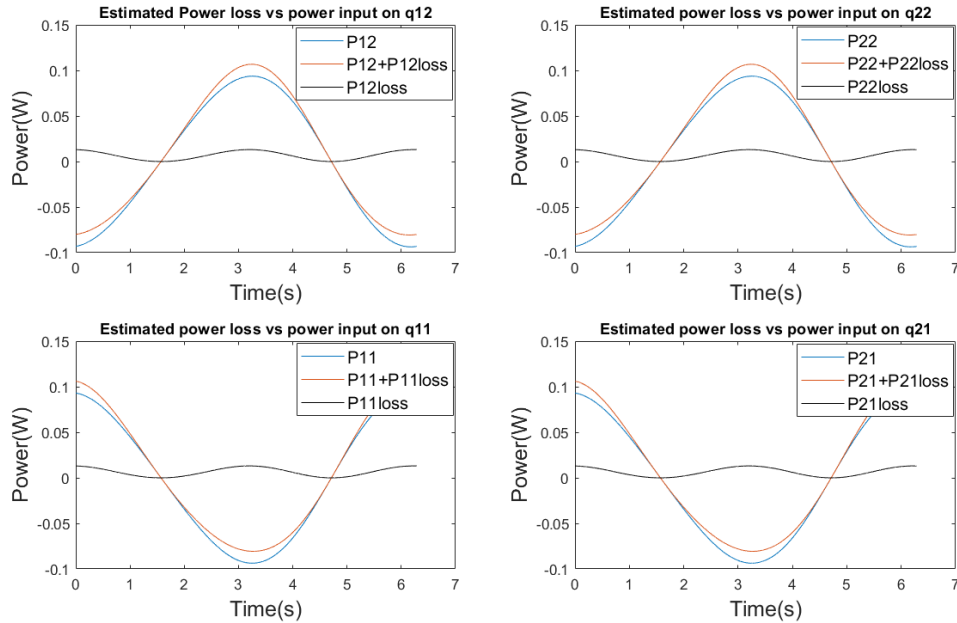 Estimated Power loss vs power input on q12
0.15
0.1
0.05
0
-0.05
-0.1
Power(W)
P12
P12+P12loss
P12loss
0 1 2 3 4 5 6 7
Time(s)
Estimated Power loss vs power input on q22
0.15
0.1
0.05
0
-0.05
-0.1
Power(W)
P22
P22+P22loss
P22loss
0 1 2 3 4 5 6 7
Time(s)
Estimated power loss vs power input on q11
0.15
0.1
0.05
0
-0.05
-0.1
Power(W)
P11
P11+P11loss
P11loss
0 1 2 3 4 5 6 7
Time(s)
Estimated power loss vs power input on q21
0.15
0.1
0.05
0
-0.05
-0.1
Power(W)
P21
P21+P21loss
P21loss
0 1 2 3 4 5 6 7
Time(s)